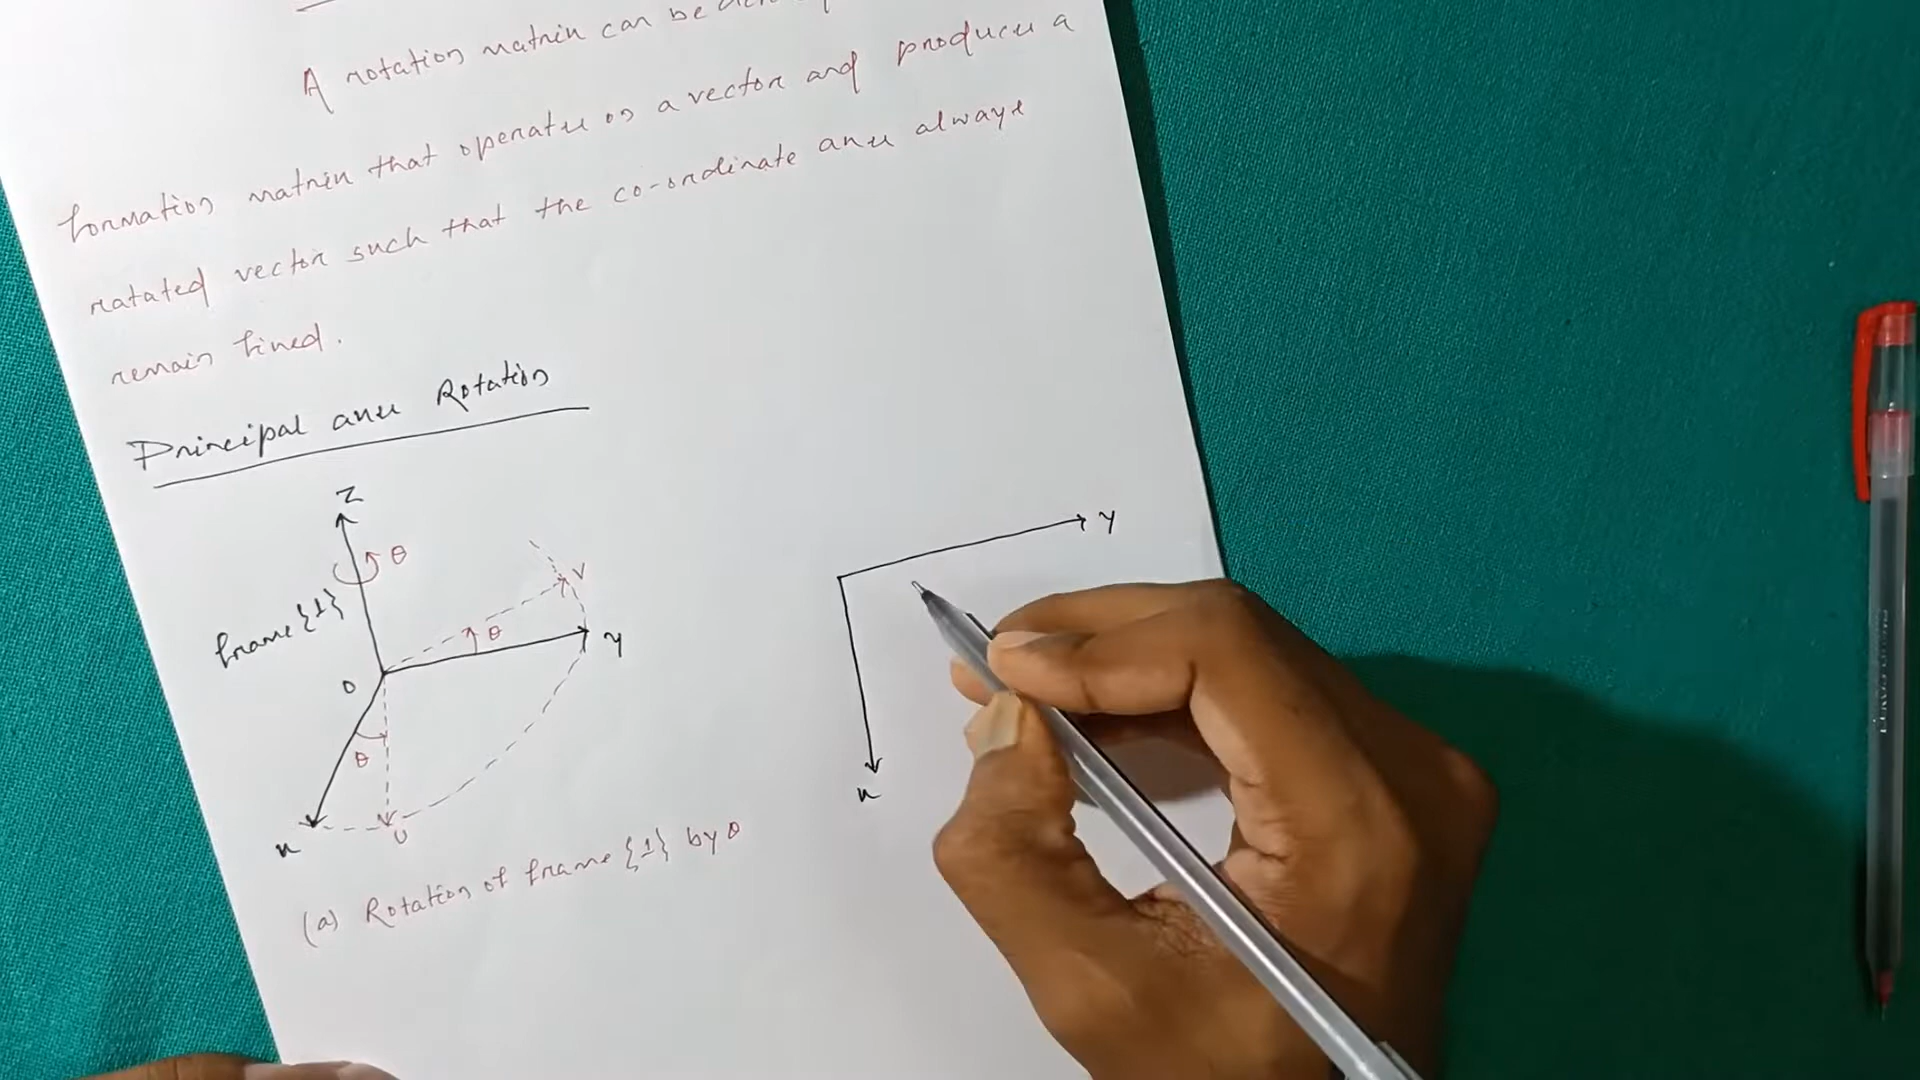 A rotation matrix can be
formation matrix that operates on a vector and produces a
ratated vector such that the co-ordinate axes always
remain fixed.
Principal axes Rotation
Z
θ
frame {1}
V
θ
y
O
θ
x
U
(a) Rotation of frame {1} by θ
y
x